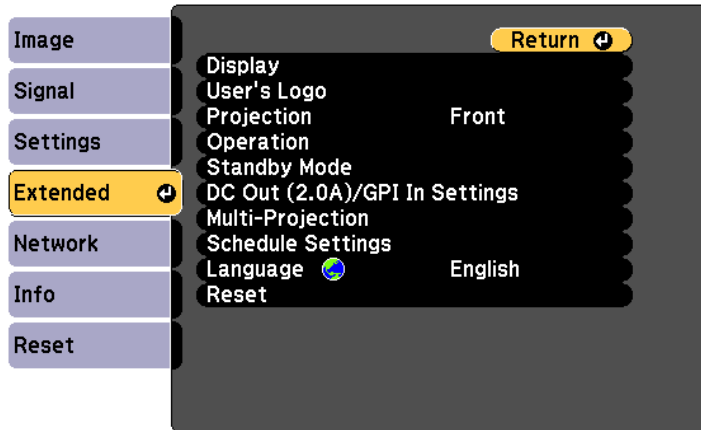 Image
Signal
Settings
Extended
Network
Info
Reset
Return
Display
User's Logo
Projection Front
Operation
Standby Mode
DC Out (2.0A)/GPI In Settings
Multi-Projection
Schedule Settings
Language English
Reset